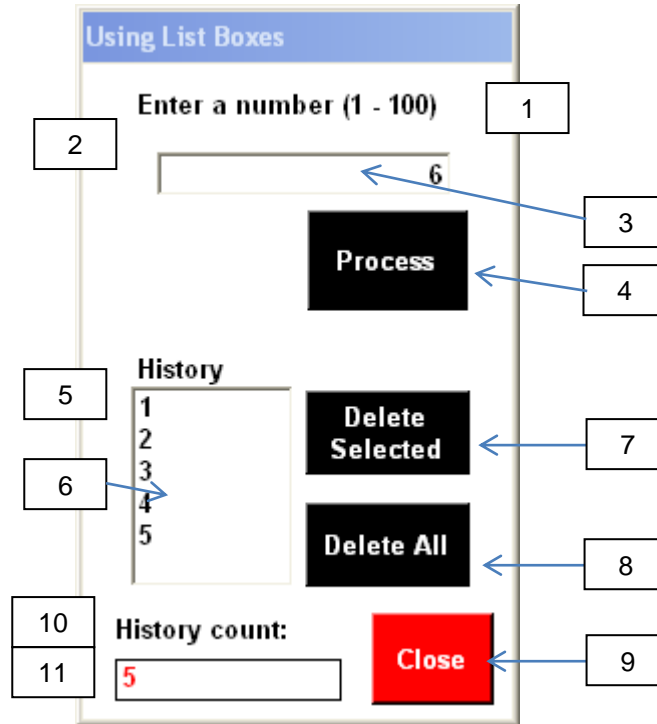 Using List Boxes
Enter a number (1 - 100)
1
2
6
3
Process
4
History
5
1
2
3
4
5
6
Delete
Selected
7
Delete All
8
History count:
10
5
11
Close
9